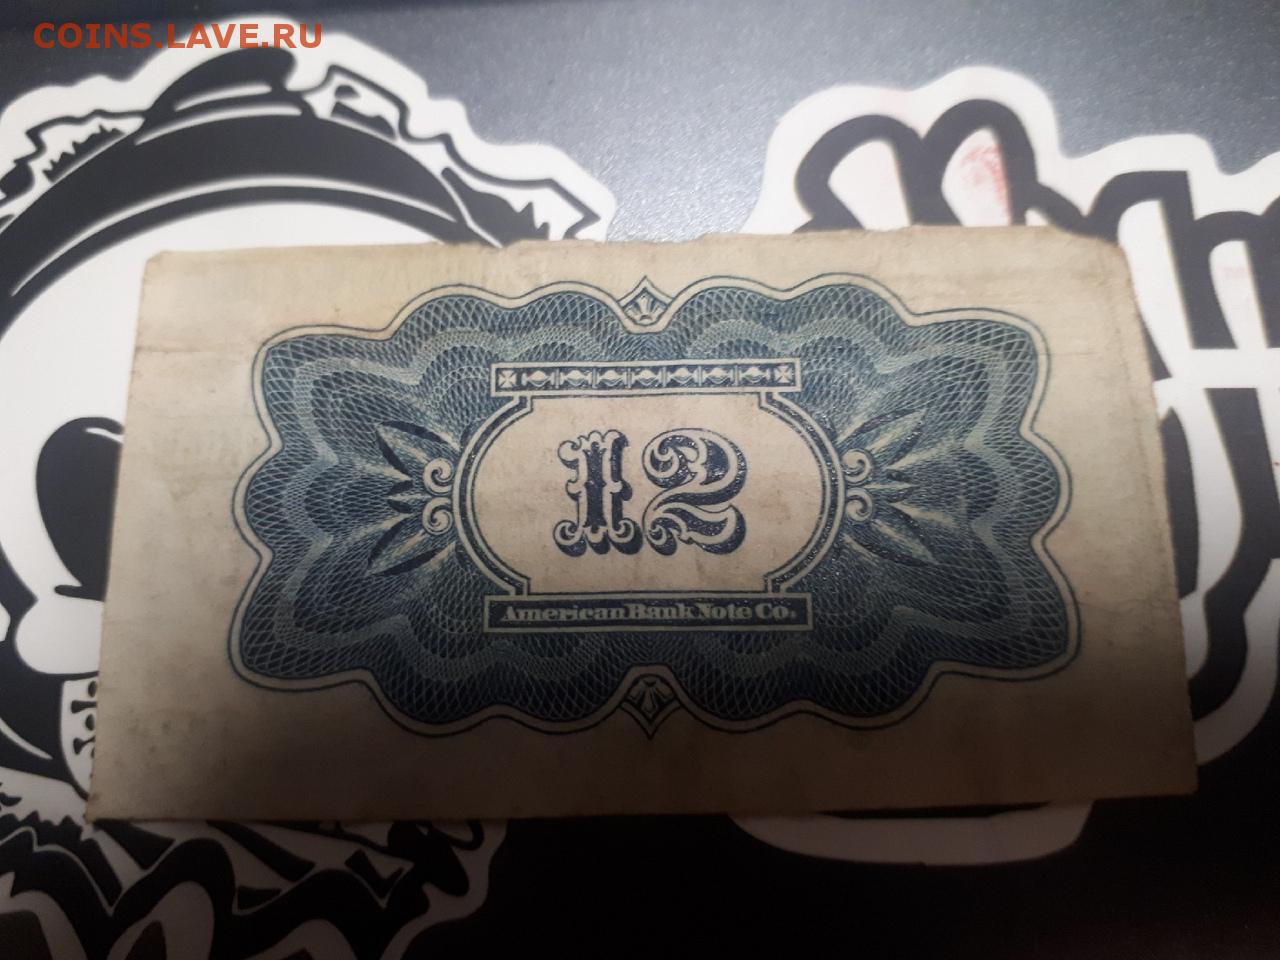 COINS.LAVE.RU
12
American Bank Note Co.